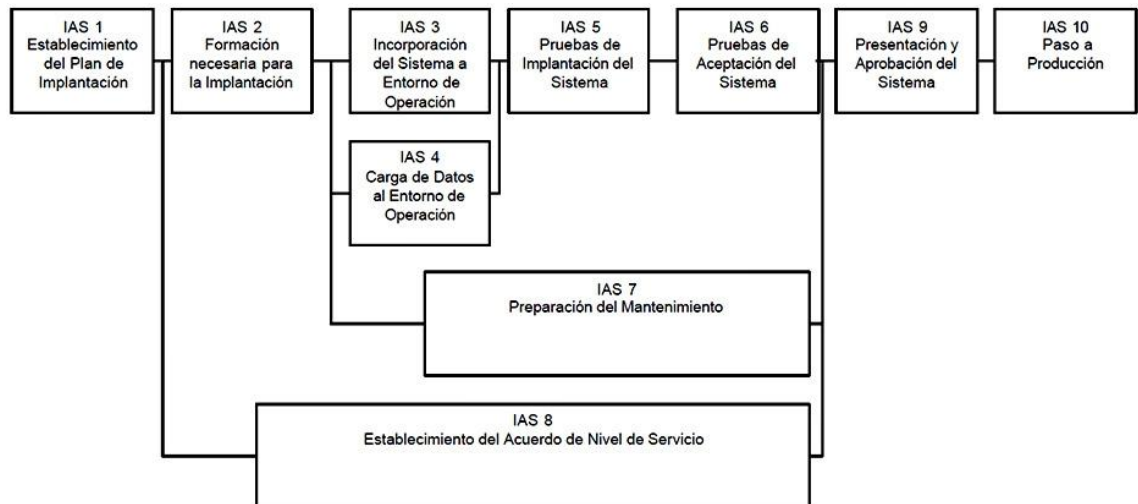 IAS 1
Establecimiento
del Plan de
Implantación
IAS 2
Formación
necesaria para
la Implantación
IAS 3
Incorporación
del Sistema a
Entorno de
Operación
IAS 5
Pruebas de
Implantación del
Sistema
IAS 6
Pruebas de
Aceptación del
Sistema
IAS 9
Presentación y
Aprobación del
Sistema
IAS 10
Paso a
Producción
IAS 4
Carga de Datos
al Entorno de
Operación
IAS 7
Preparación del Mantenimiento
IAS 8
Establecimiento del Acuerdo de Nivel de Servicio